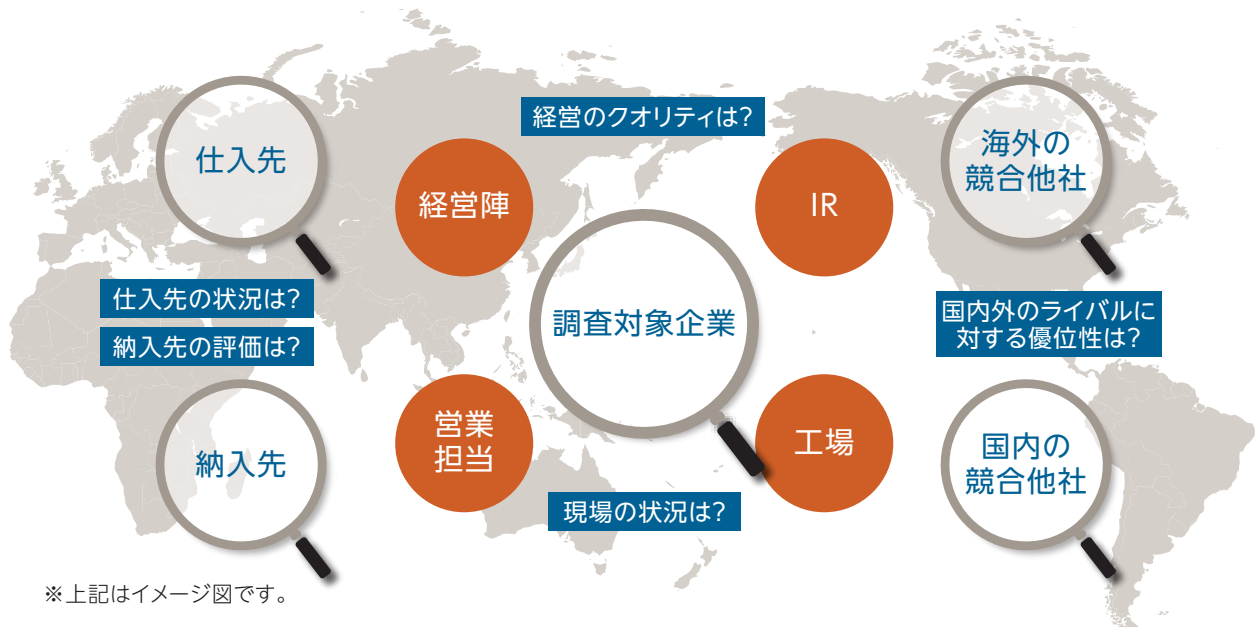 経営のクオリティは?
仕入先
経営陣
IR
海外の
競合他社
仕入先の状況は?
納入先の評価は?
調査対象企業
国内外のライバルに
対する優位性は?
納入先
営業
担当
工場
国内の
競合他社
現場の状況は?
※上記はイメージ図です。